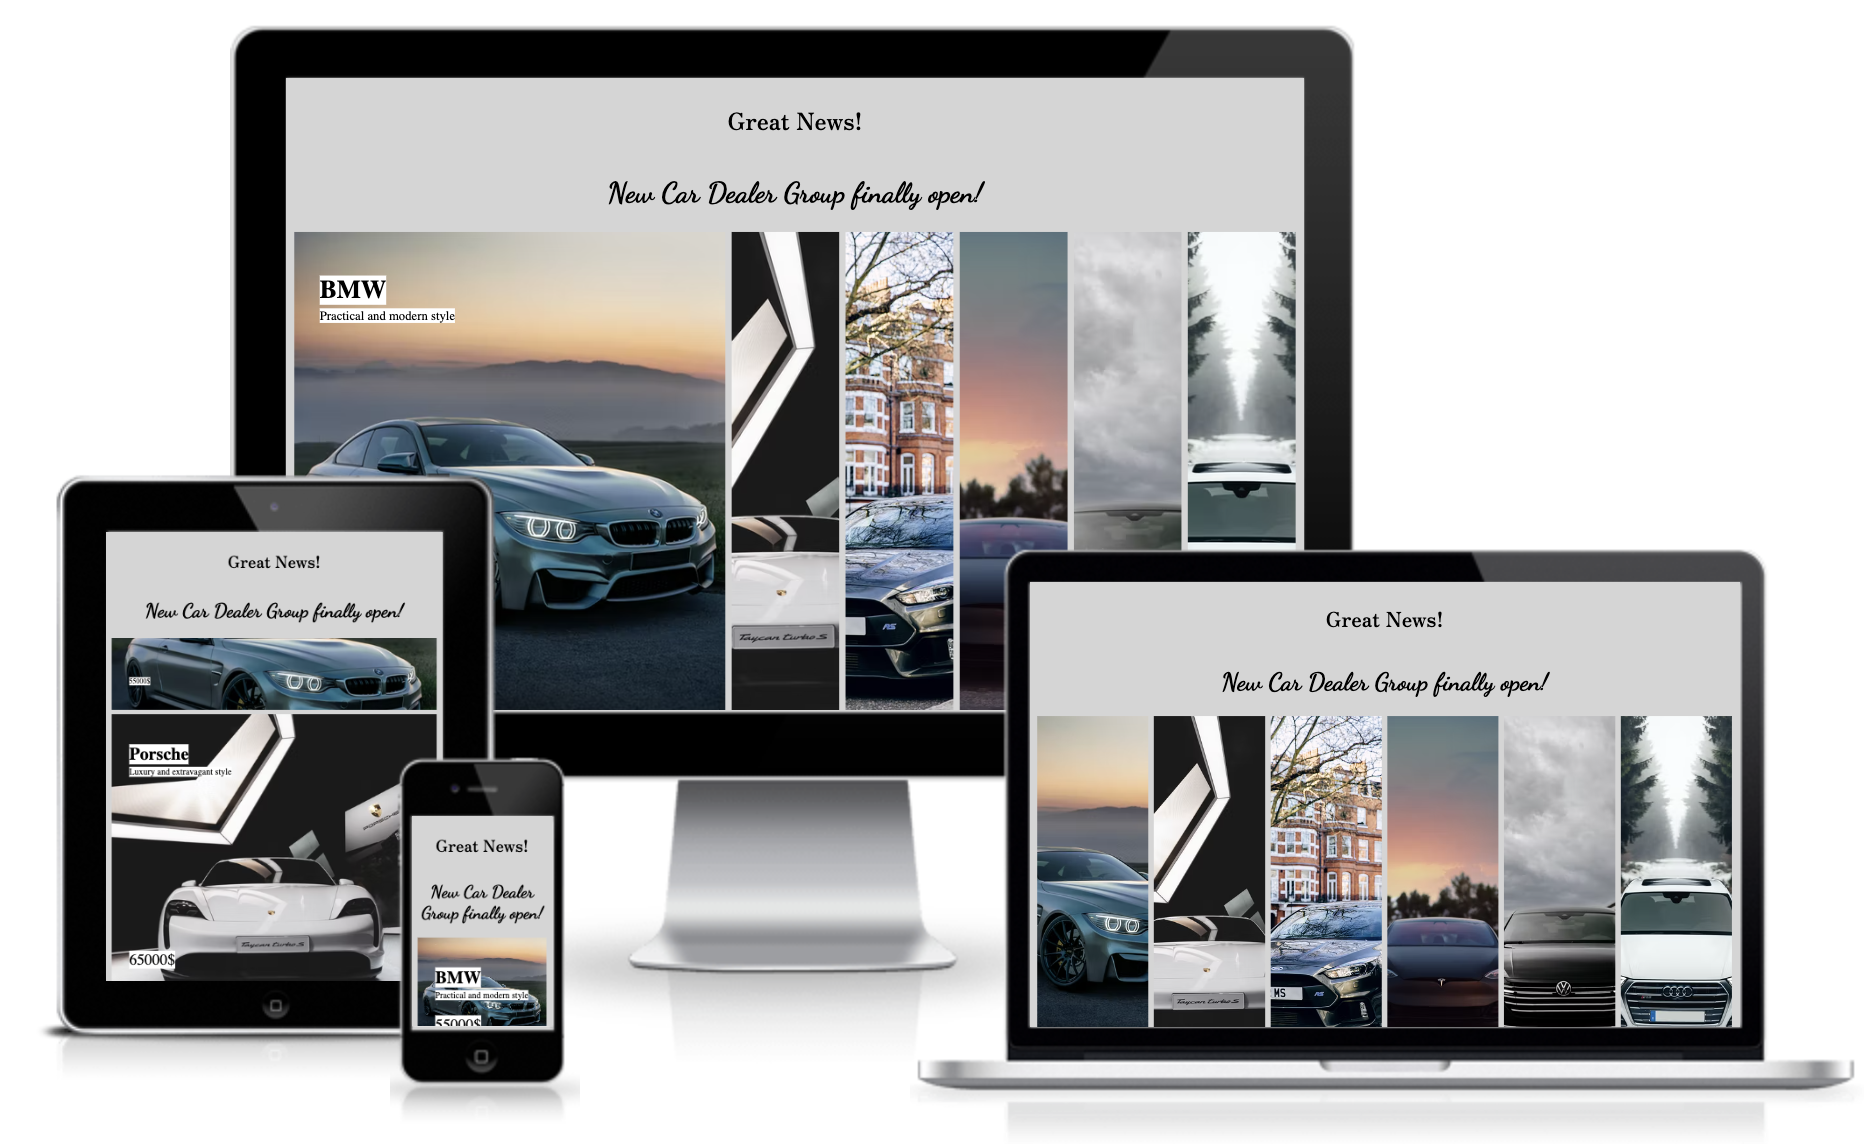 Great News!
New Car Dealer Group finally open!
BMW
Practical and modern style
Taycan turbo S
RS
Great News!
New Car Dealer Group finally open!
55000$
Porsche
Luxury and extravagant style
PORSCHE
Taycan turbo S
65000$
Great News!
New Car Dealer
Group finally open!
BMW
Practical and modern style
55000$
Great News!
New Car Dealer Group finally open!
Taycan turbo S
MS
RS